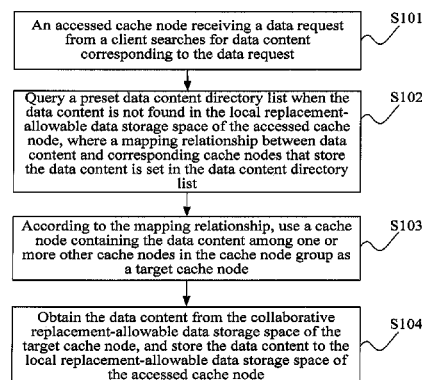 An accessed cache node receiving a data request
from a client searches for data content
corresponding to the data request
S101
Query a preset data content directory list when the
data content is not found in the local replacement-
allowable data storage space of the accessed cache
node, where a mapping relationship between data
content and corresponding cache nodes that store
the data content is set in the data content directory
list
S102
According to the mapping relationship, use a cache
node containing the data content among one or
more other cache nodes in the cache node group as
a target cache node
S103
Obtain the data content from the collaborative
replacement-allowable data storage space of the
target cache node, and store the data content to the
local replacement-allowable data storage space of
the accessed cache node
S104